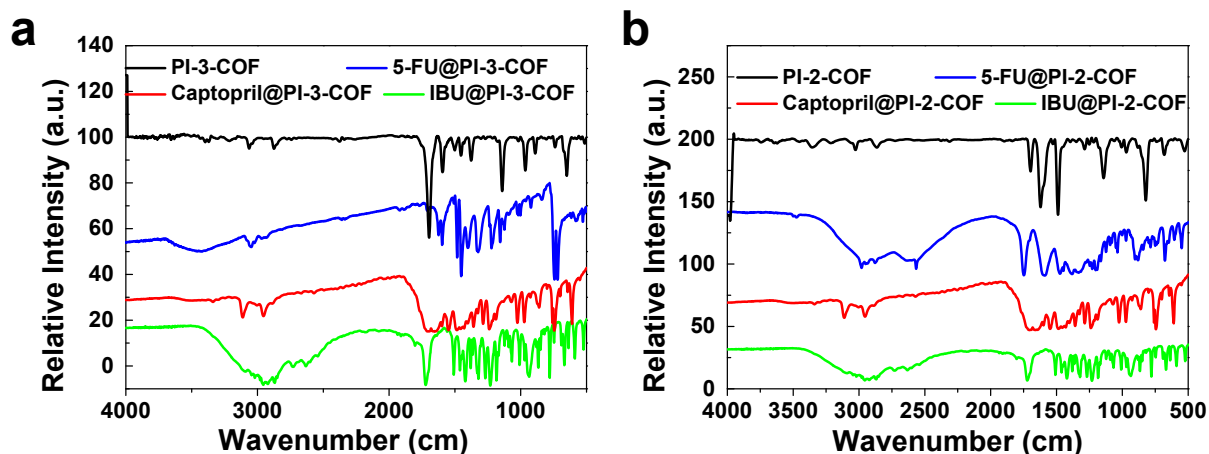 a
140
120
100
80
60
40
20
0
Relative Intensity (a.u.)
PI-3-COF
5-FU@PI-3-COF
Captopril@PI-3-COF
IBU@PI-3-COF
4000 3000 2000 1000
Wavenumber (cm)
b
250
200
150
100
50
0
Relative Intensity (a.u.)
PI-2-COF
5-FU@PI-2-COF
Captopril@PI-2-COF
IBU@PI-2-COF
4000 3500 3000 2500 2000 1500 1000 500
Wavenumber (cm)